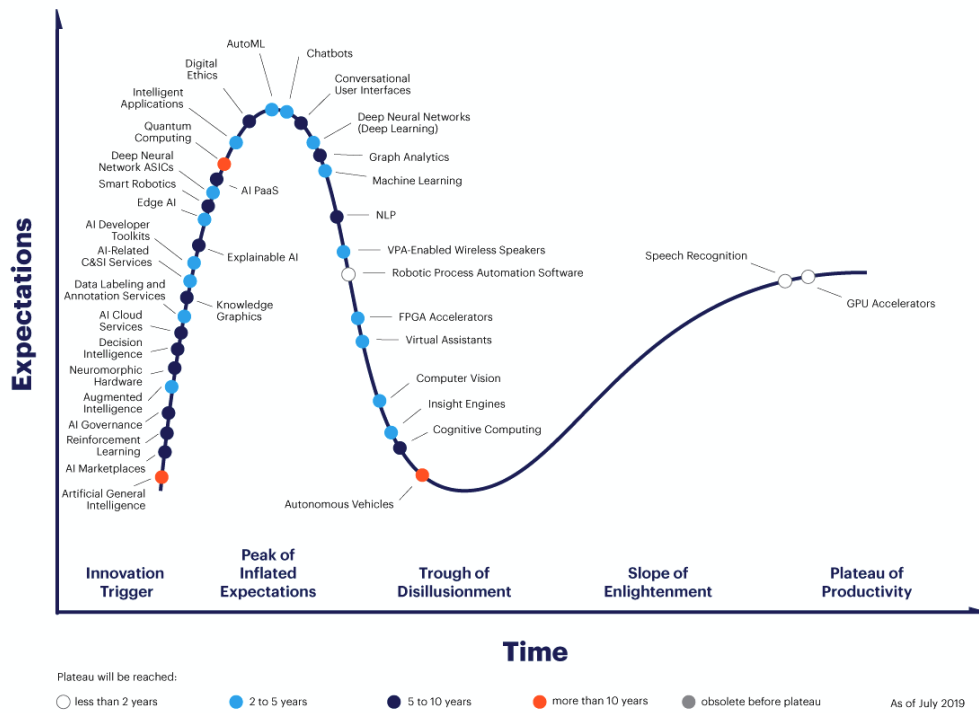 AutoML
Chatbots
Digital
Ethics
Conversational
User Interfaces
Intelligent
Applications
Deep Neural Networks
(Deep Learning)
Quantum
Computing
Graph Analytics
Deep Neural
Network ASICs
Machine Learning
Smart Robotics
AI PaaS
Edge AI
NLP
AI Developer
Toolkits
Explainable AI
VPA-Enabled Wireless Speakers
AI-Related
C&SI Services
Robotic Process Automation Software
Speech Recognition
Data Labeling and
Annotation Services
Knowledge
Graphics
GPU Accelerators
AI Cloud
Services
FPGA Accelerators
Decision
Intelligence
Virtual Assistants
Neuromorphic
Hardware
Computer Vision
Augmented
Intelligence
Insight Engines
AI Governance
Cognitive Computing
Reinforcement
Learning
AI Marketplaces
Artificial General
Intelligence
Autonomous Vehicles
Expectations
Innovation
Trigger
Peak of
Inflated
Expectations
Trough of
Disillusionment
Slope of
Enlightenment
Plateau of
Productivity
Time
Plateau will be reached:
less than 2 years
2 to 5 years
5 to 10 years
more than 10 years
obsolete before plateau
As of July 2019